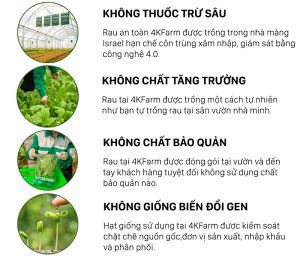 KHÔNG THUỐC TRỪ SÂU
Rau an toàn 4KFarm được trồng trong nhà màng
Israel hạn chế côn trùng xâm nhập, giám sát bằng
công nghệ 4.0.
KHÔNG CHẤT TĂNG TRƯỞNG
Rau tại 4KFarm được trồng một cách tự nhiên
như bạn tự trồng rau tại sân vườn nhà mình.
KHÔNG CHẤT BẢO QUẢN
Rau tại 4KFarm được đóng gói tại vườn và đến
tay khách hàng tuyệt đối không sử dụng chất
bảo quản nào.
KHÔNG GIỐNG BIẾN ĐỔI GEN
Hạt giống sử dụng tại 4KFarm được kiểm soát
chặt chẽ nguồn gốc,đơn vị sản xuất, nhập khẩu
và phân phối.